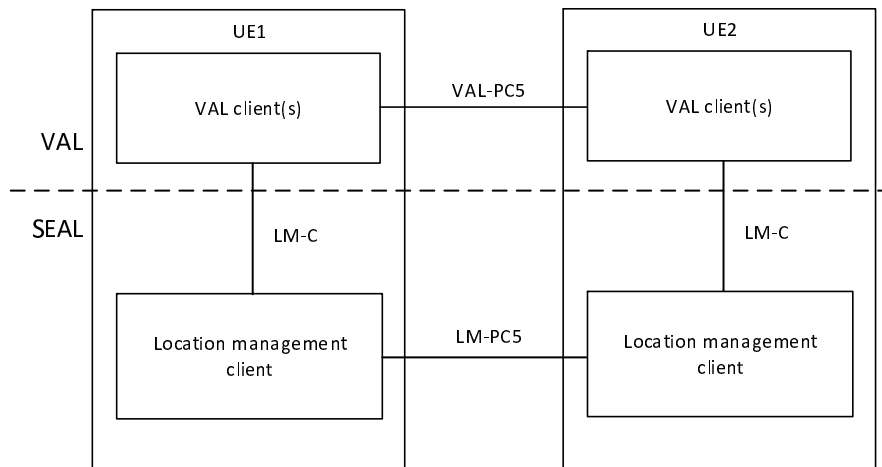 UE1
UE2
VAL client(s)
VAL-PC5
VAL client(s)
VAL
SEAL
LM-C
LM-C
Location management
client
LM-PC5
Location management
client